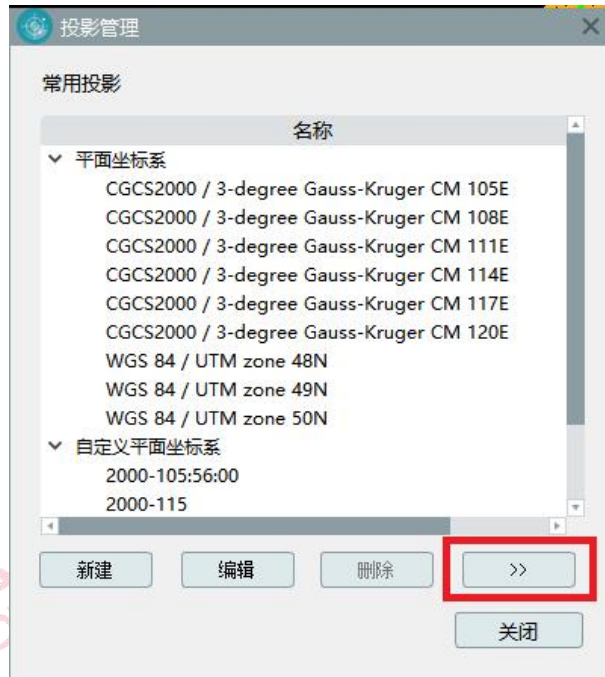 投影管理
常用投影
名称
平面坐标系
CGCS2000 / 3-degree Gauss-Kruger CM 105E
CGCS2000 / 3-degree Gauss-Kruger CM 108E
CGCS2000 / 3-degree Gauss-Kruger CM 111E
CGCS2000 / 3-degree Gauss-Kruger CM 114E
CGCS2000 / 3-degree Gauss-Kruger CM 117E
CGCS2000 / 3-degree Gauss-Kruger CM 120E
WGS 84 / UTM zone 48N
WGS 84 / UTM zone 49N
WGS 84 / UTM zone 50N
自定义平面坐标系
2000-105:56:00
2000-115
新建 编辑 删除 >>
关闭